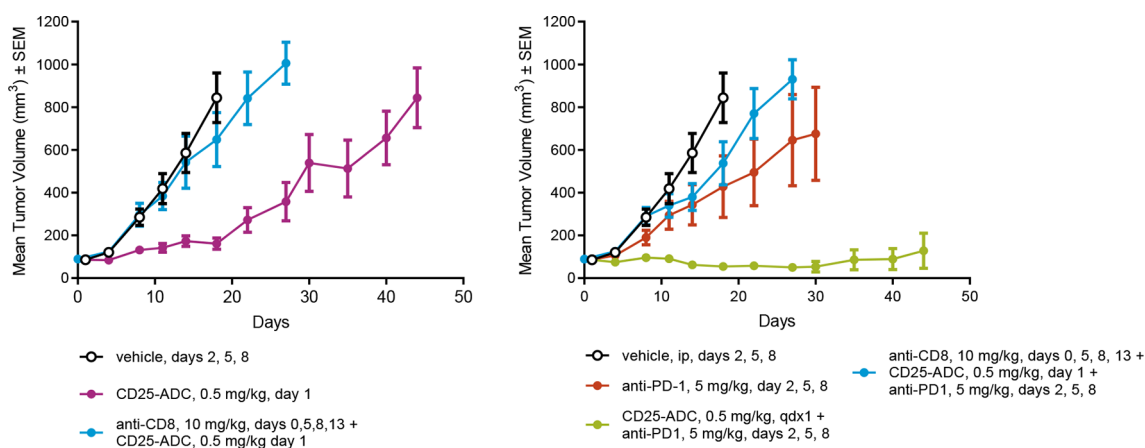 1200
1000
800
600
400
200
0
Mean Tumor Volume (mm³) ± SEM
0
10
20
30
40
50
Days
vehicle, days 2, 5, 8
CD25-ADC, 0.5 mg/kg, day 1
anti-CD8, 10 mg/kg, days 0,5,8,13 +
CD25-ADC, 0.5 mg/kg day 1
1200
1000
800
600
400
200
0
Mean Tumor Volume (mm³) ± SEM
0
10
20
30
40
50
Days
vehicle, ip, days 2, 5, 8
anti-PD-1, 5 mg/kg, day 2, 5, 8
CD25-ADC, 0.5 mg/kg, qdx1 +
anti-PD1, 5 mg/kg, days 2, 5, 8
anti-CD8, 10 mg/kg, days 0, 5, 8, 13 +
CD25-ADC, 0.5 mg/kg, day 1 +
anti-PD1, 5 mg/kg, days 2, 5, 8